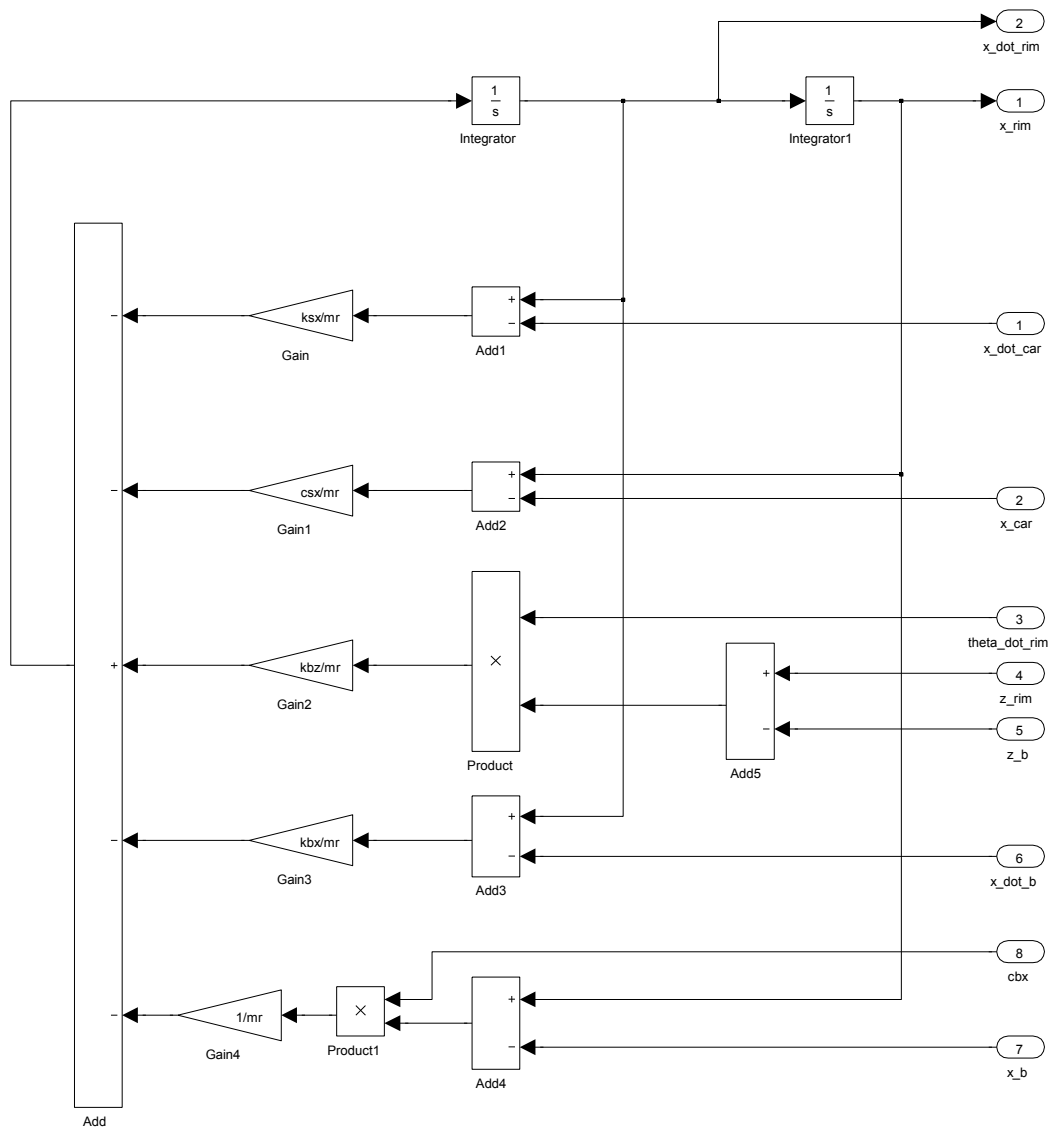 2
x_dot_rim
1
s
Integrator
1
s
Integrator1
1
x_rim
−
ksx/mr
Gain
+
−
Add1
1
x_dot_car
−
csx/mr
Gain1
+
−
Add2
2
x_car
+
kbz/mr
Gain2
×
Product
3
theta_dot_rim
+
−
Add5
4
z_rim
5
z_b
−
kbx/mr
Gain3
+
−
Add3
6
x_dot_b
8
cbx
−
1/mr
Gain4
×
Product1
+
−
Add4
7
x_b
Add